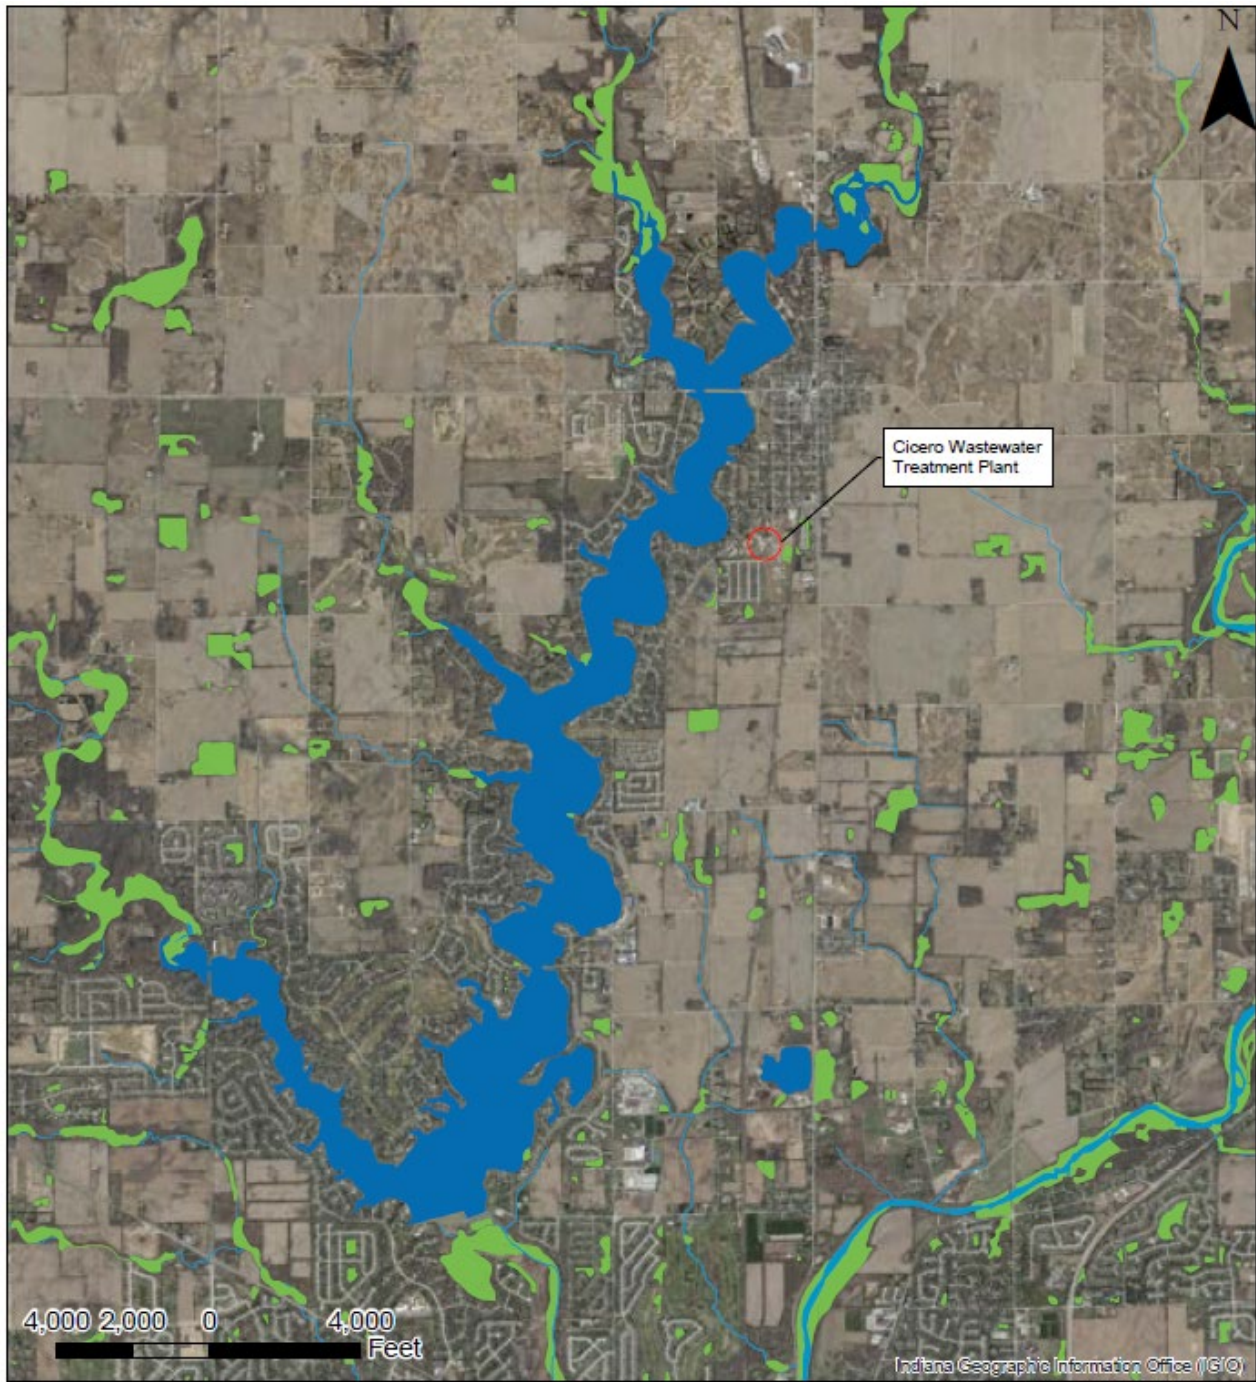 N
Cicero Wastewater
Treatment Plant
4,000 2,000 0 4,000
Feet
Indiana Geographic Information Office (IGIO)